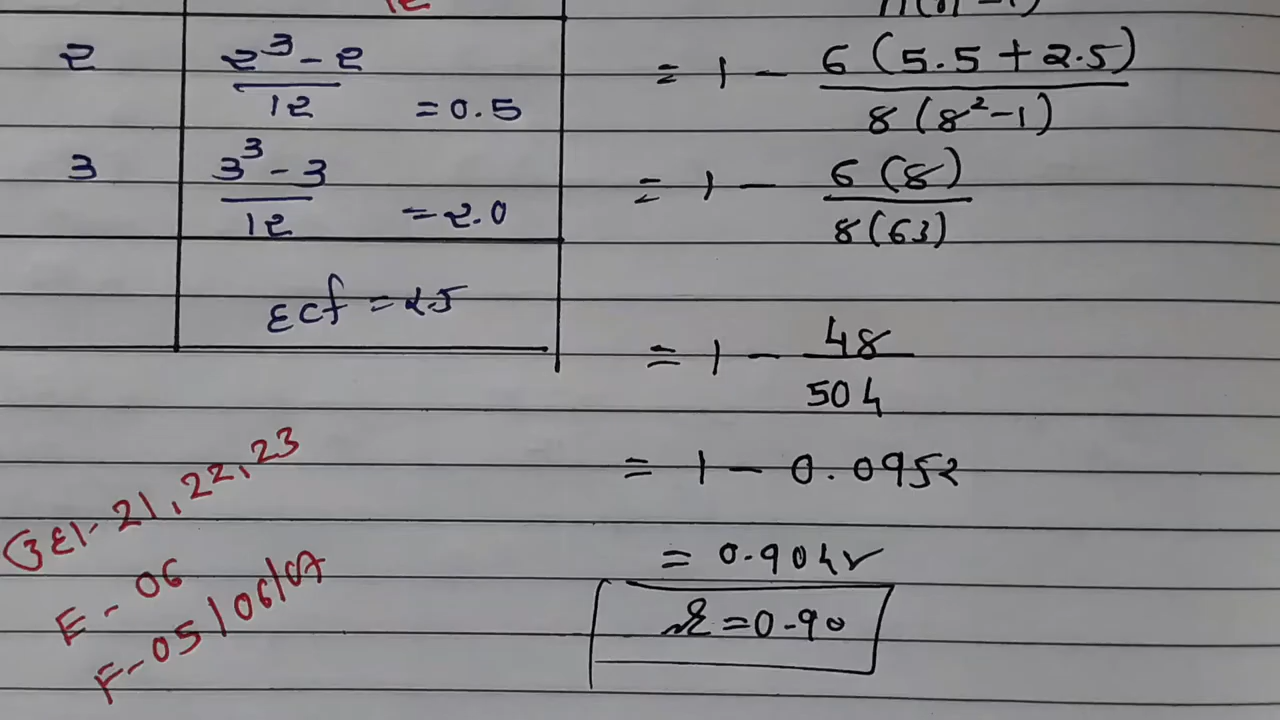 12
2
2³ - 2 / 12 = 0.5
3
3³ - 3 / 12 = 2.0
Σcf = 2.5
= 1 - 6 (5.5 + 2.5) / 8 (8² - 1)
= 1 - 6 (8) / 8 (63)
= 1 - 48 / 504
= 1 - 0.0952
= 0.904
r = 0.90
21, 22, 23
E - 06
F - 05 / 06 / 07